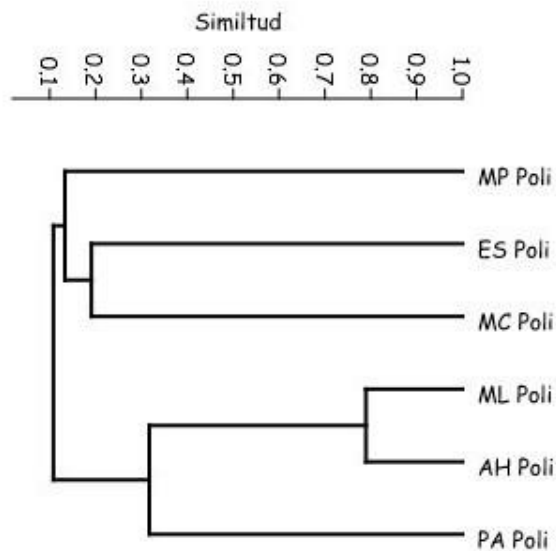 Similtud
0,1 0,2 0,3 0,4 0,5 0,6 0,7 0,8 0,9 1,0
MP Poli
ES Poli
MC Poli
ML Poli
AH Poli
PA Poli